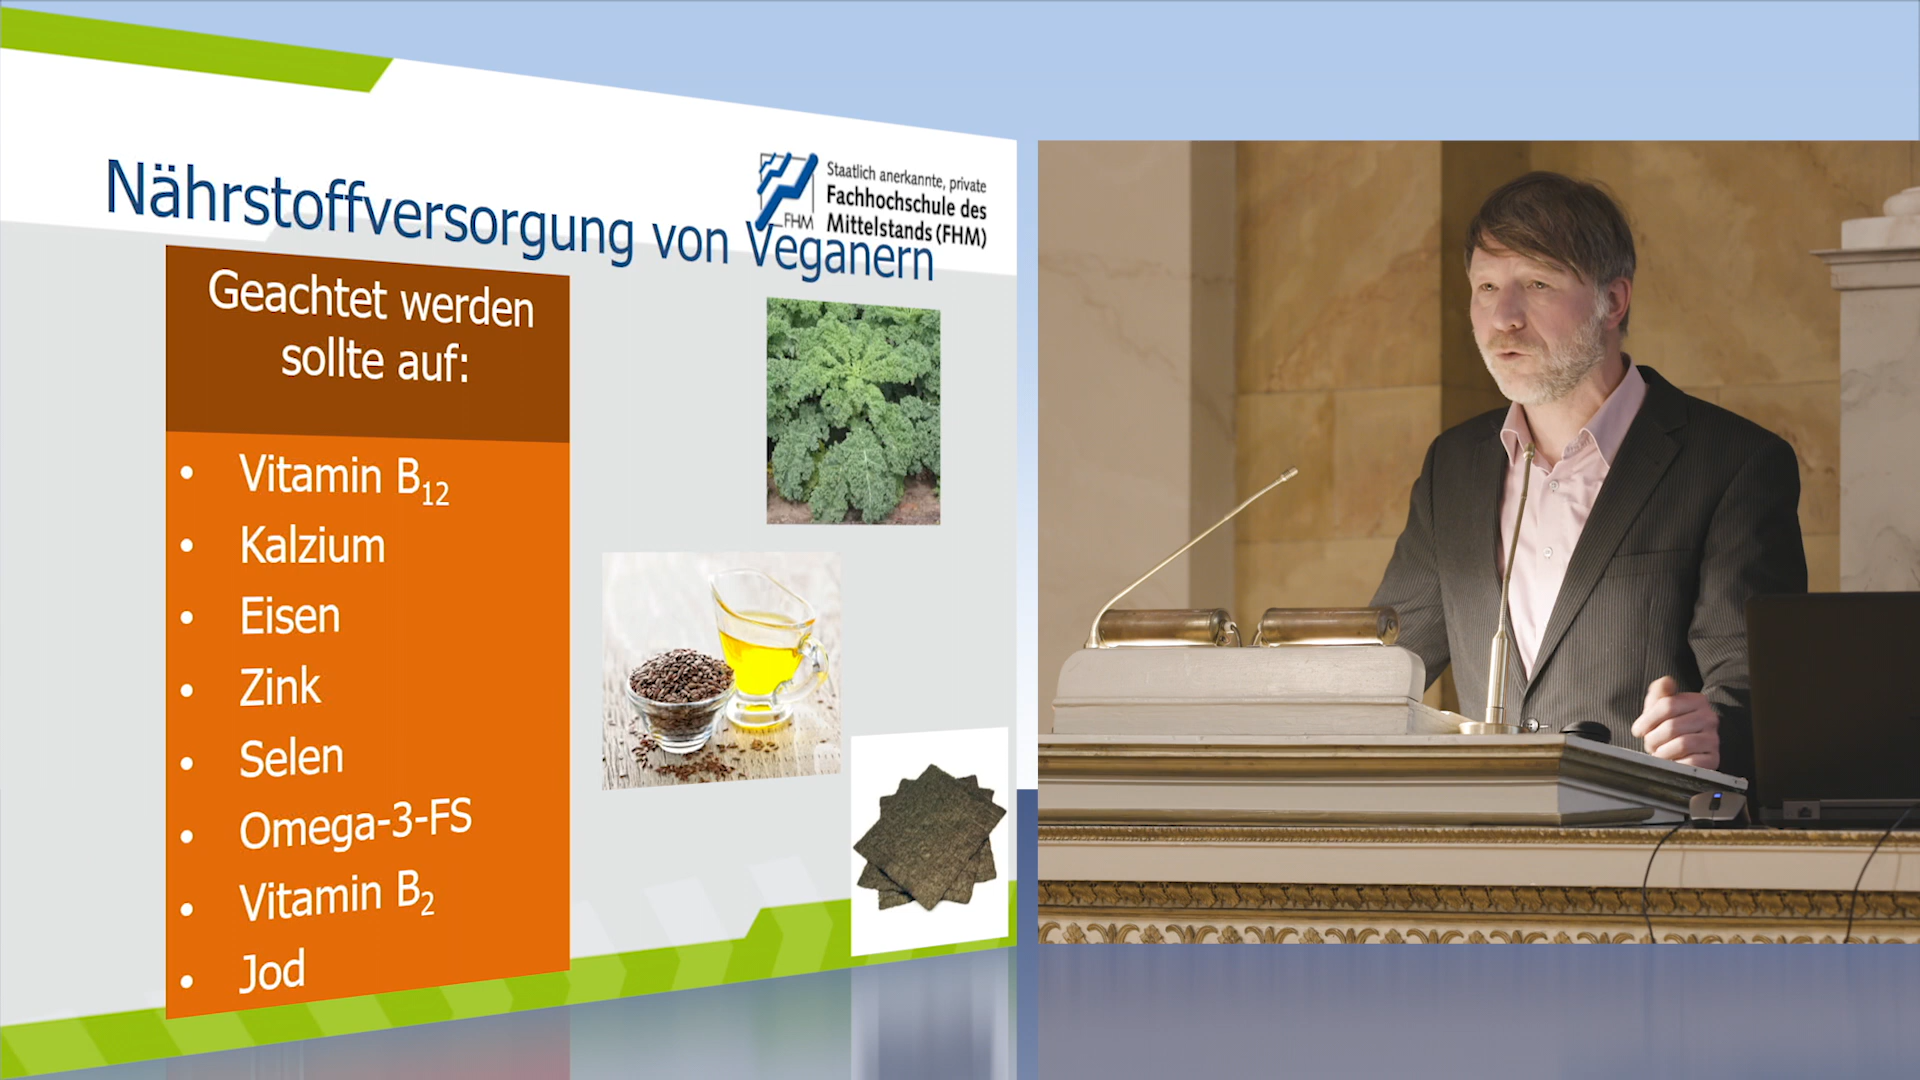 Nährstoffversorgung von Veganern
FHM
Staatlich anerkannte, private
Fachhochschule des
Mittelstands (FHM)
Geachtet werden
sollte auf:
• Vitamin B₁₂
• Kalzium
• Eisen
• Zink
• Selen
• Omega-3-FS
• Vitamin B₂
• Jod